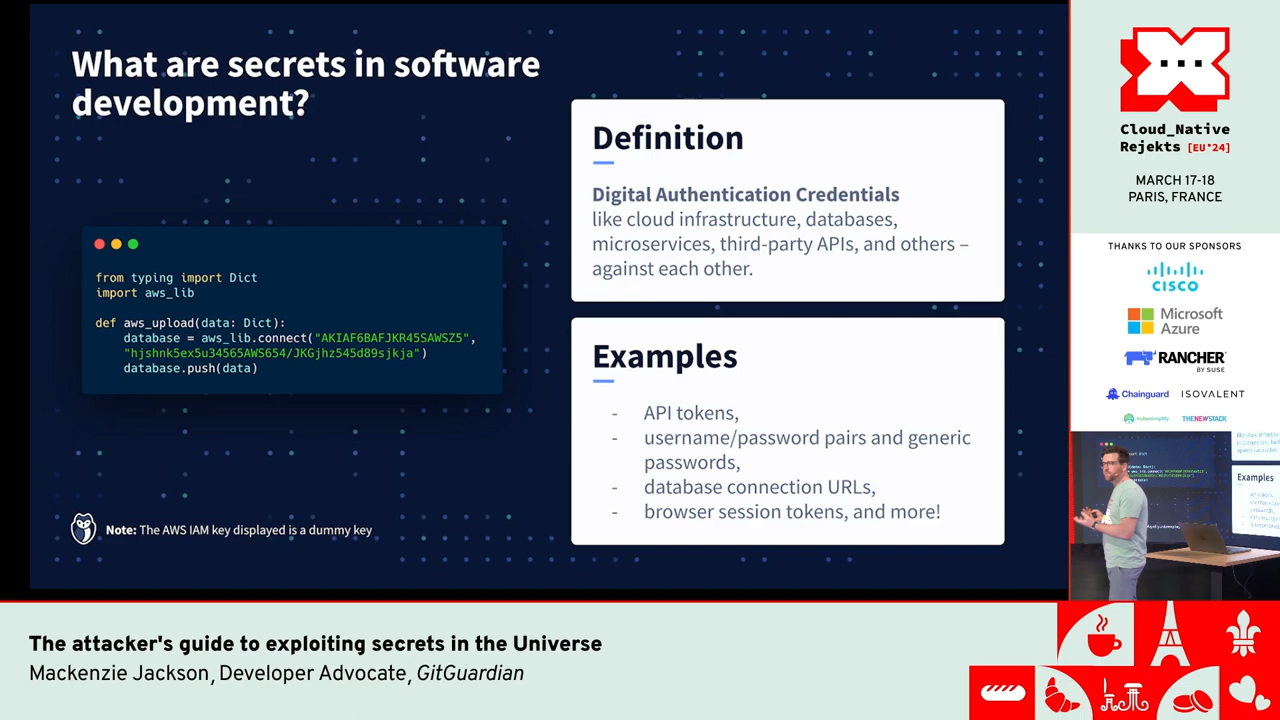 What are secrets in software
development?
from typing import Dict
import aws_lib
def aws_upload(data: Dict):
database = aws_lib.connect("AKIAF6BAFJKR45SAWSZ5",
"hjshnk5ex5u34565AWS654/JKGjhz545d89sjkja")
database.push(data)
Note: The AWS IAM key displayed is a dummy key
Definition
Digital Authentication Credentials
like cloud infrastructure, databases,
microservices, third-party APIs, and others –
against each other.
Examples
- API tokens,
- username/password pairs and generic
passwords,
- database connection URLs,
- browser session tokens, and more!
Cloud_Native
Rejekts [EU'24]
MARCH 17-18
PARIS, FRANCE
THANKS TO OUR SPONSORS
CISCO
Microsoft
Azure
RANCHER
BY SUSE
Chainguard ISOVALENT
kubesimplify THENEWSTACK
Examples
The attacker's guide to exploiting secrets in the Universe
Mackenzie Jackson, Developer Advocate, GitGuardian